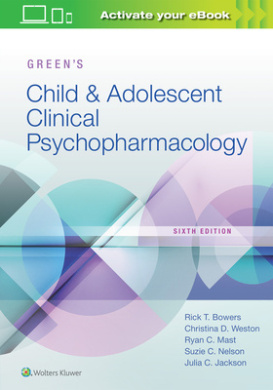 Activate your eBook
GREEN'S
Child & Adolescent
Clinical
Psychopharmacology
SIXTH EDITION
Rick T. Bowers
Christina D. Weston
Ryan C. Mast
Suzie C. Nelson
Julia C. Jackson
Wolters Kluwer